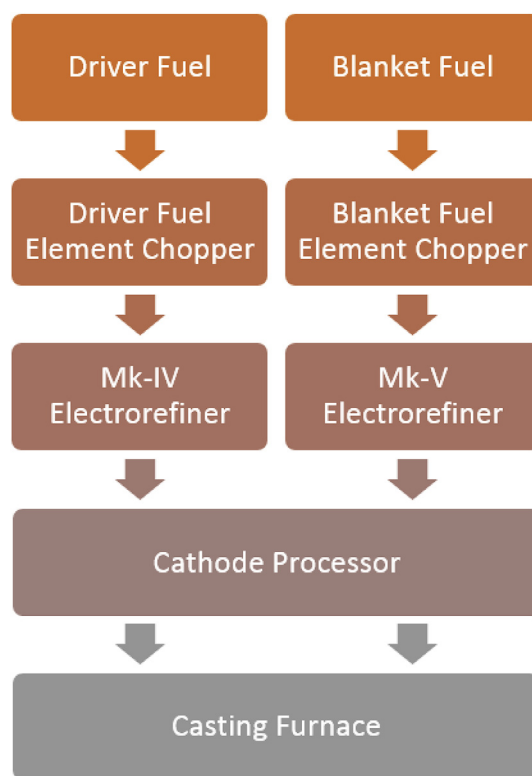 Driver Fuel
Blanket Fuel
Driver Fuel
Element Chopper
Blanket Fuel
Element Chopper
Mk-IV
Electrorefiner
Mk-V
Electrorefiner
Cathode Processor
Casting Furnace